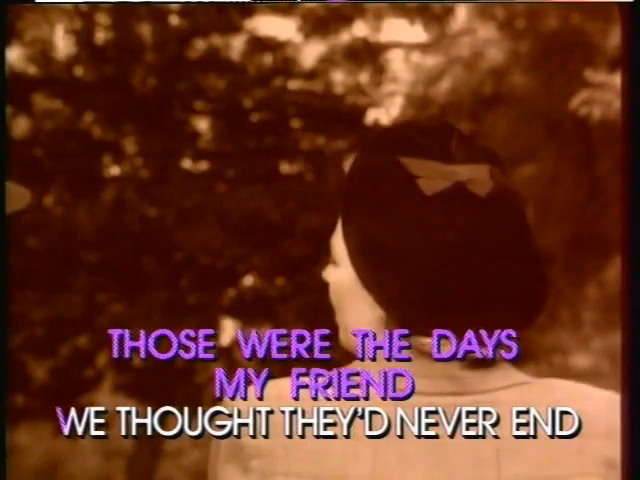 THOSE WERE THE DAYS
MY FRIEND
WE THOUGHT THEY'D NEVER END